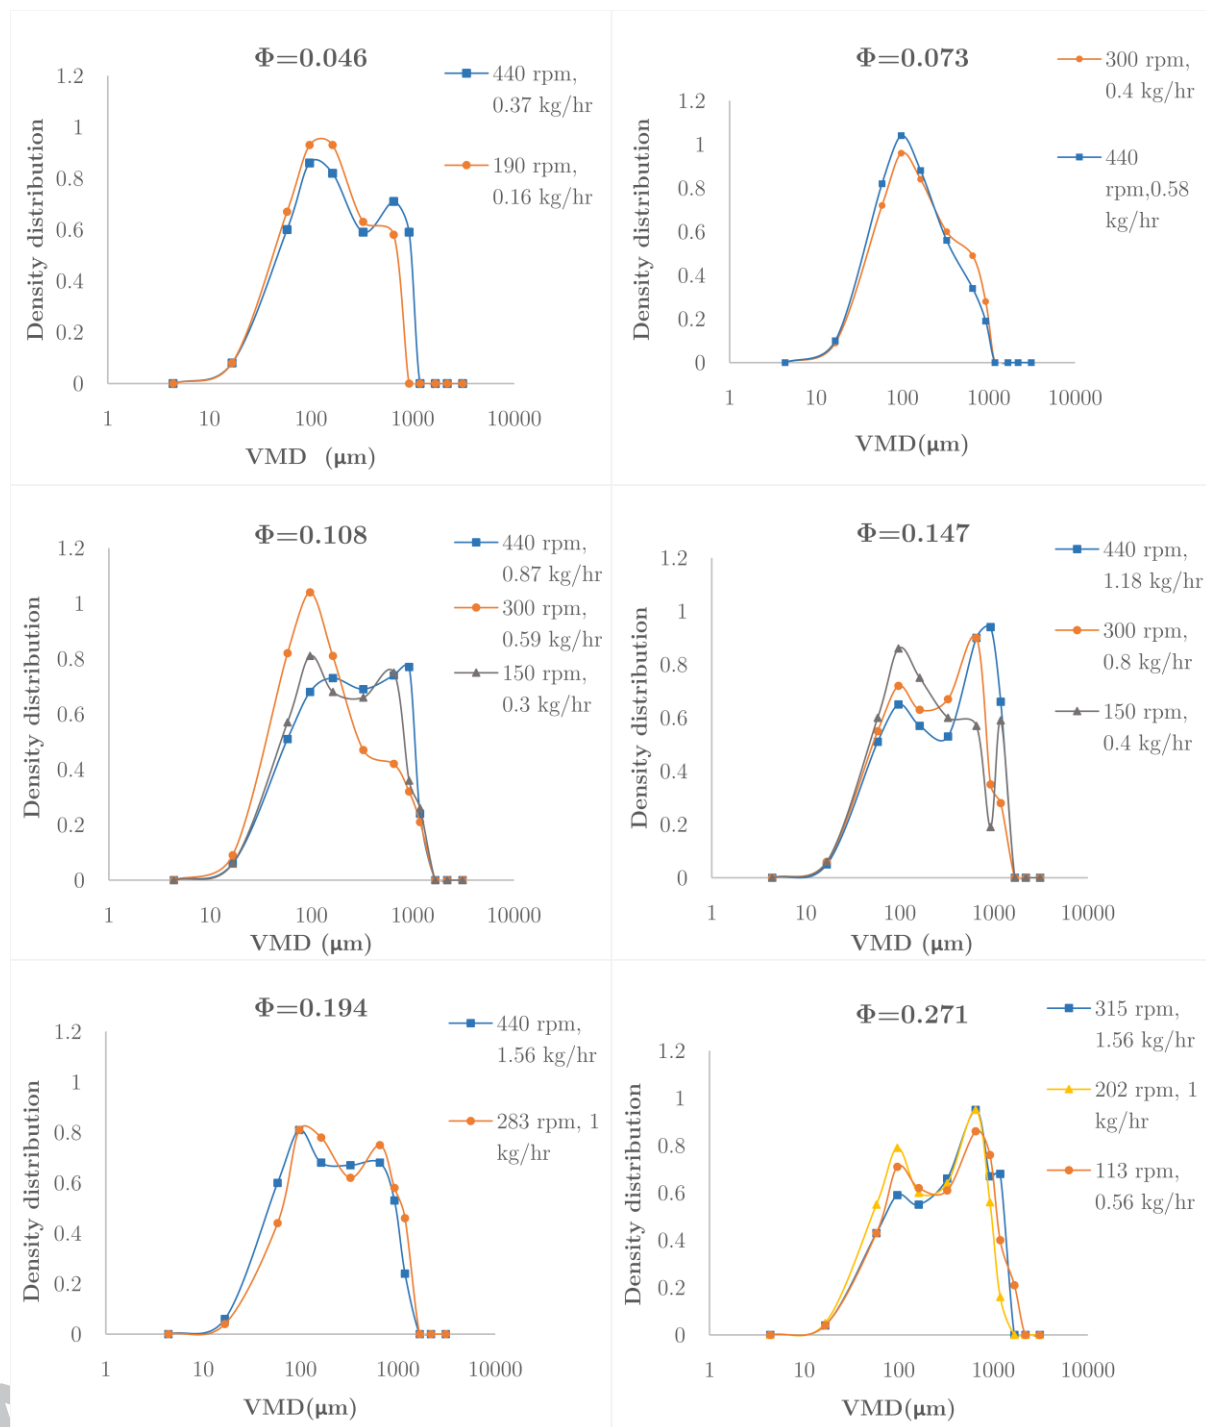 Φ=0.046
440 rpm,
0.37 kg/hr
190 rpm,
0.16 kg/hr
Density distribution
1.2
1
0.8
0.6
0.4
0.2
0
1
10
100
1000
10000
VMD (μm)
Φ=0.073
300 rpm,
0.4 kg/hr
440
rpm,0.58
kg/hr
Density distribution
1.2
1
0.8
0.6
0.4
0.2
0
1
10
100
1000
10000
VMD(μm)
Φ=0.108
440 rpm,
0.87 kg/hr
300 rpm,
0.59 kg/hr
150 rpm,
0.3 kg/hr
Density distribution
1.2
1
0.8
0.6
0.4
0.2
0
1
10
100
1000
10000
VMD (μm)
Φ=0.147
440 rpm,
1.18 kg/hr
300 rpm,
0.8 kg/hr
150 rpm,
0.4 kg/hr
Density distribution
1.2
1
0.8
0.6
0.4
0.2
0
1
10
100
1000
10000
VMD (μm)
Φ=0.194
440 rpm,
1.56 kg/hr
283 rpm, 1
kg/hr
Density distribution
1.2
1
0.8
0.6
0.4
0.2
0
1
10
100
1000
10000
VMD(μm)
Φ=0.271
315 rpm,
1.56 kg/hr
202 rpm, 1
kg/hr
113 rpm,
0.56 kg/hr
Density distribution
1.2
1
0.8
0.6
0.4
0.2
0
1
10
100
1000
10000
VMD(μm)